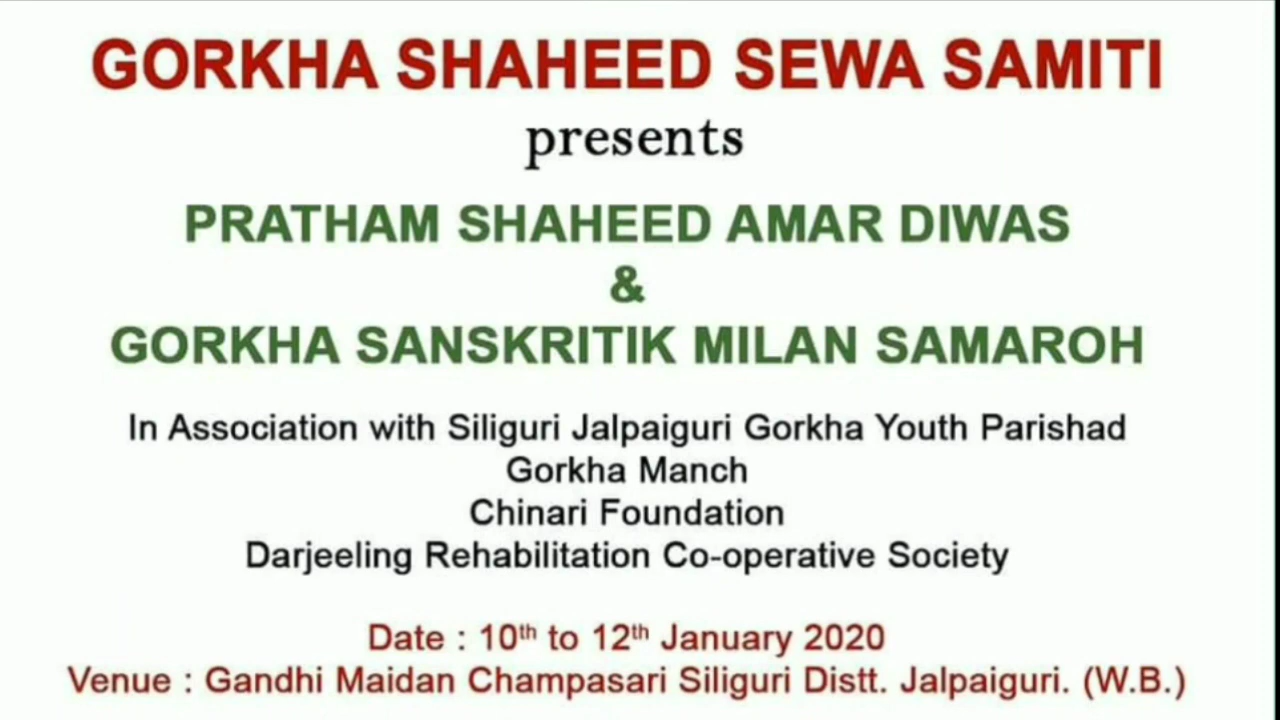 GORKHA SHAHEED SEWA SAMITI
presents
PRATHAM SHAHEED AMAR DIWAS
&
GORKHA SANSKRITIK MILAN SAMAROH
In Association with Siliguri Jalpaiguri Gorkha Youth Parishad
Gorkha Manch
Chinari Foundation
Darjeeling Rehabilitation Co-operative Society
Date : 10th to 12th January 2020
Venue : Gandhi Maidan Champasari Siliguri Distt. Jalpaiguri. (W.B.)